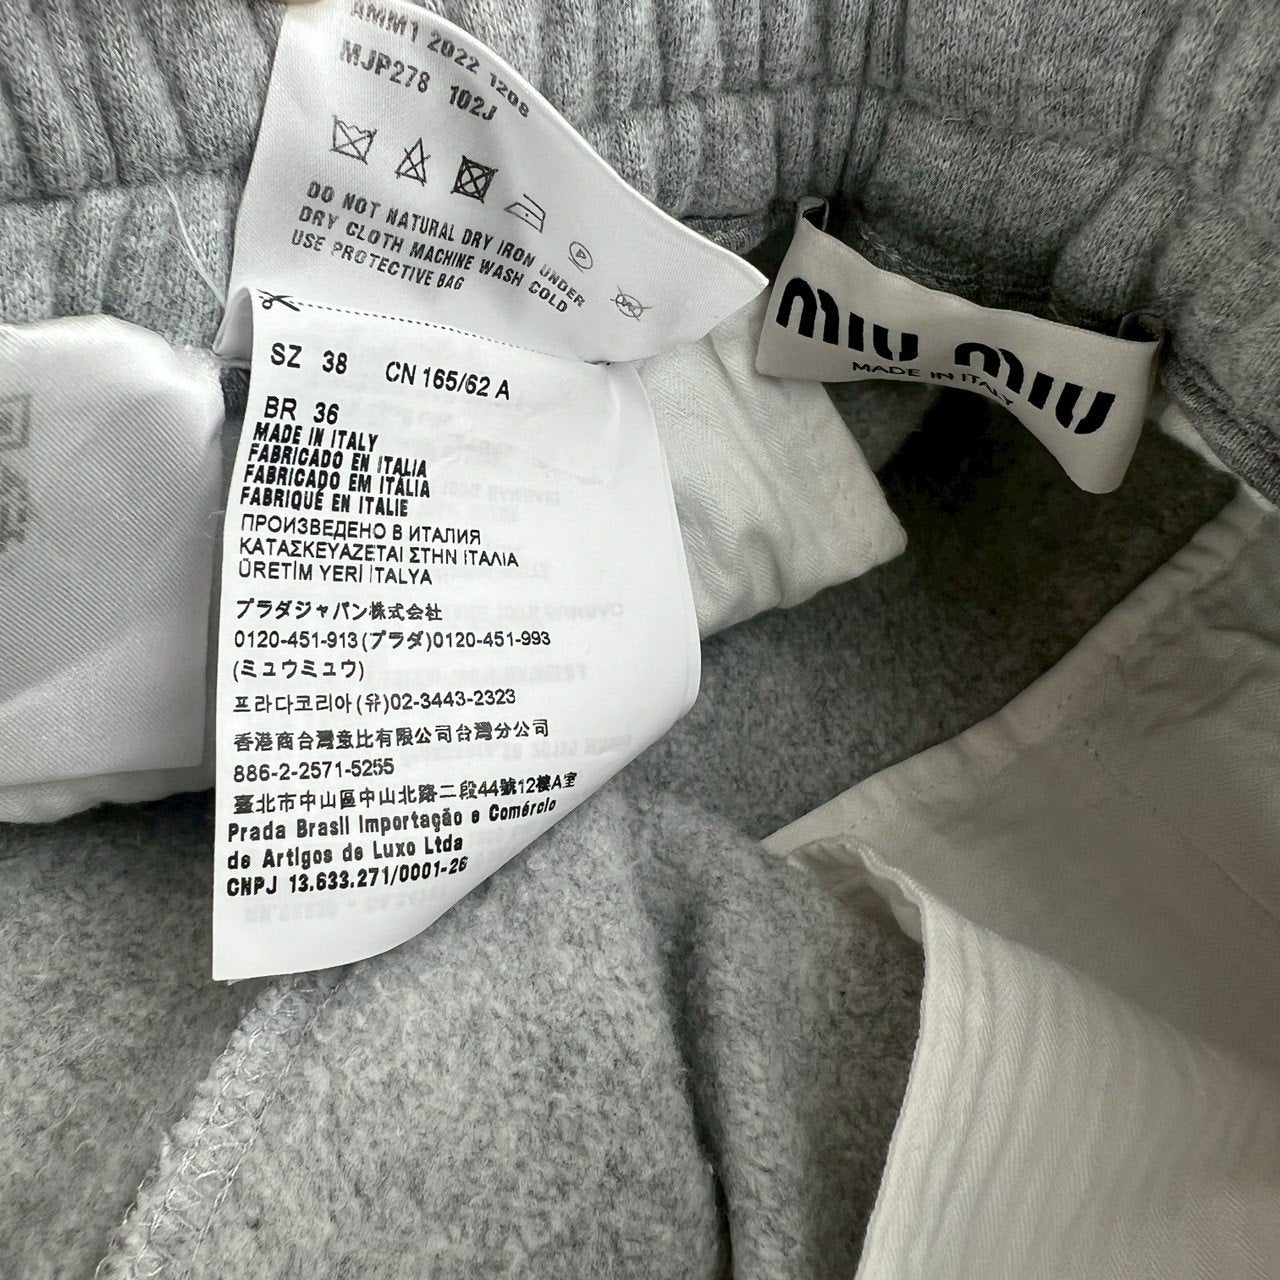 AMM1 2022 1208
MJP278 102J
DO NOT NATURAL DRY IRON UNDER
DRY CLOTH MACHINE WASH COLD
USE PROTECTIVE BAG
miu miu
MADE IN ITALY
SZ 38 CN 165/62 A
BR 36
MADE IN ITALY
FABRICADO EN ITALIA
FABRICADO EM ITÁLIA
FABRIQUÉ EN ITALIE
ПРОИЗВЕДЕНО В ИТАЛИЯ
ΚΑΤΑΣΚΕΥΑΖΕΤΑΙ ΣΤΗΝ ΙΤΑΛΙΑ
ÜRETİM YERİ İTALYA
プラダジャパン株式会社
0120-451-913(プラダ)0120-451-993
(ミュウミュウ)
프라다코리아(유)02-3443-2323
香港商台灣意比有限公司台灣分公司
886-2-2571-5255
臺北市中山區中山北路二段44號12樓A室
Prada Brasil Importação e Comércio
de Artigos de Luxo Ltda
CNPJ 13.633.271/0001-26